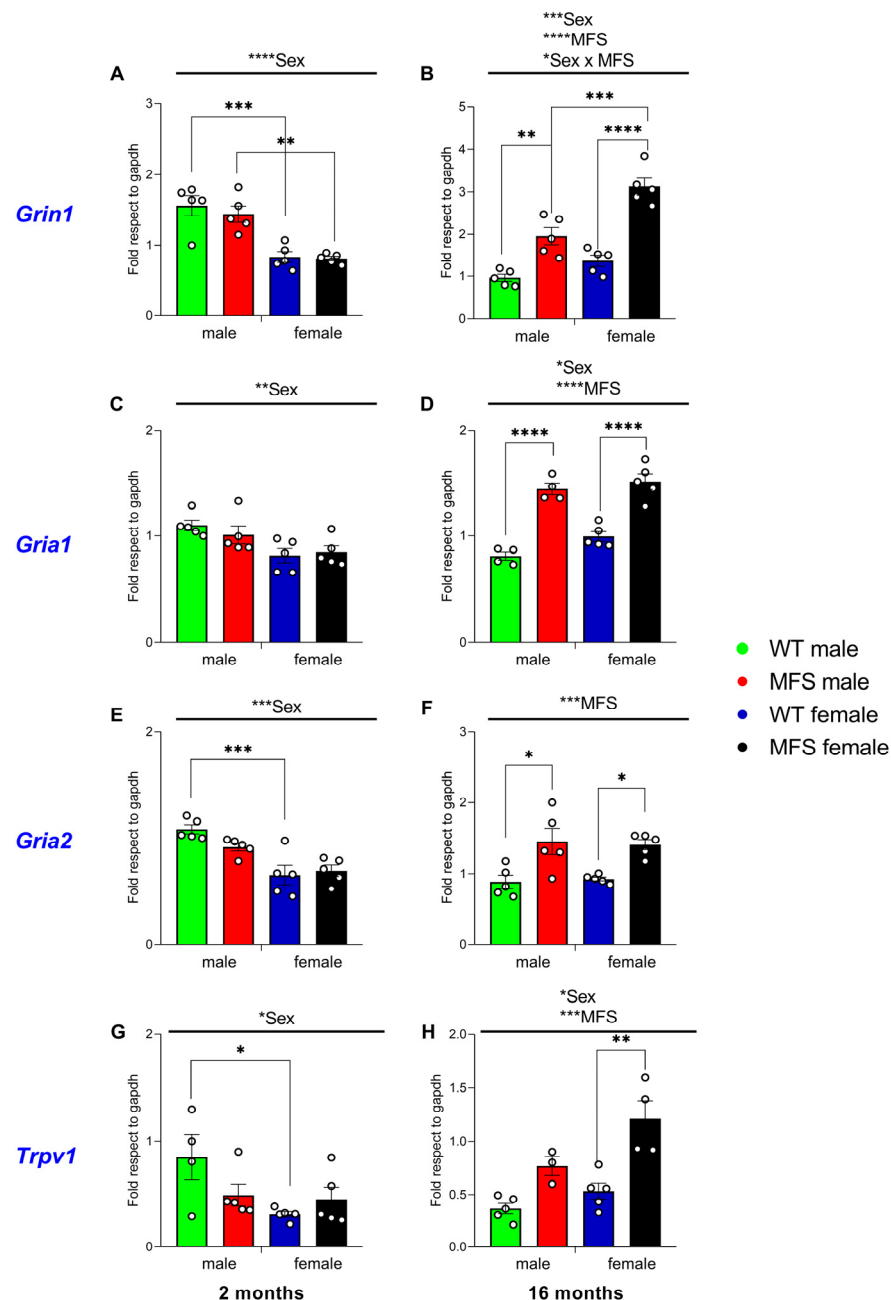 ***Sex
****MFS
*Sex x MFS
****Sex
A
B
Grin1
Fold respect to gapdh
3
2
1
0
***
**
male
female
Fold respect to gapdh
5
4
3
2
1
0
**
***
****
male
female
**Sex
*Sex
****MFS
C
D
Gria1
Fold respect to gapdh
2
1
0
male
female
Fold respect to gapdh
2
1
0
****
****
male
female
WT male
MFS male
WT female
MFS female
***Sex
***MFS
E
F
Gria2
Fold respect to gapdh
2
1
0
***
male
female
Fold respect to gapdh
3
2
1
0
*
*
male
female
*Sex
*Sex
***MFS
G
H
Trpv1
Fold respect to gapdh
2
1
0
*
male
female
Fold respect to gapdh
2.0
1.5
1.0
0.5
0.0
**
male
female
2 months
16 months